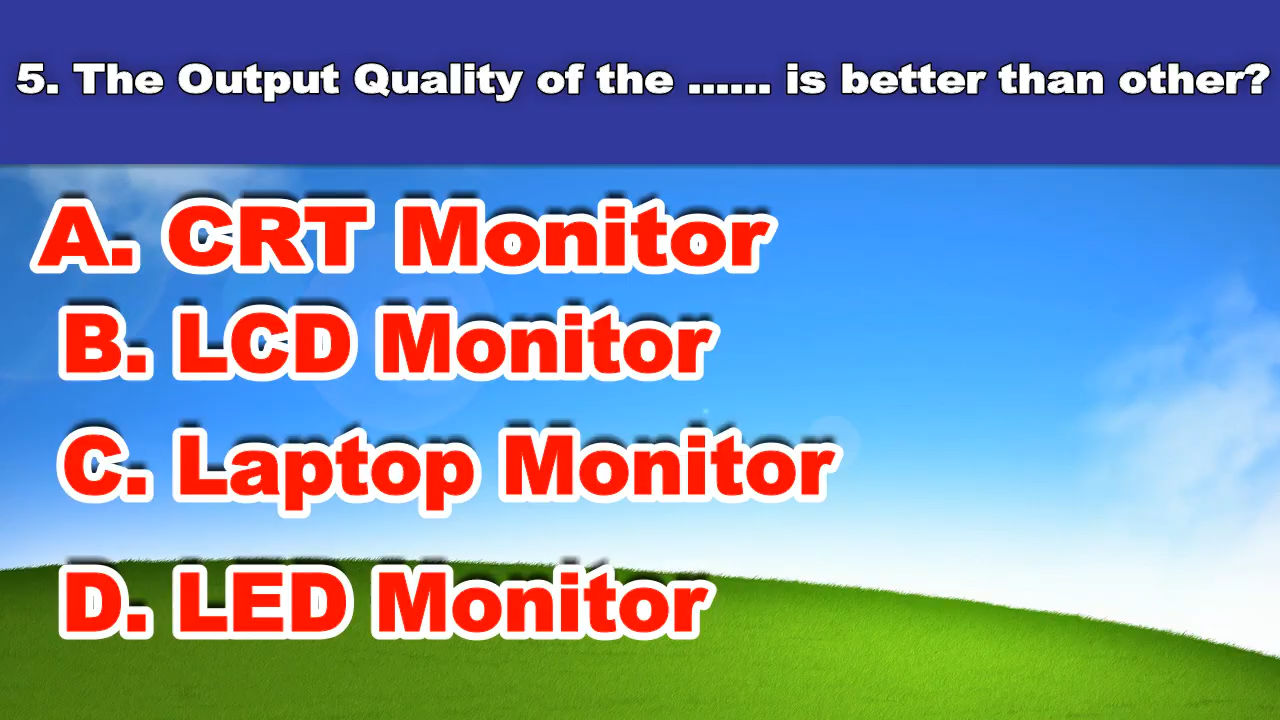 5. The Output Quality of the ...... is better than other?
A. CRT Monitor
B. LCD Monitor
C. Laptop Monitor
D. LED Monitor